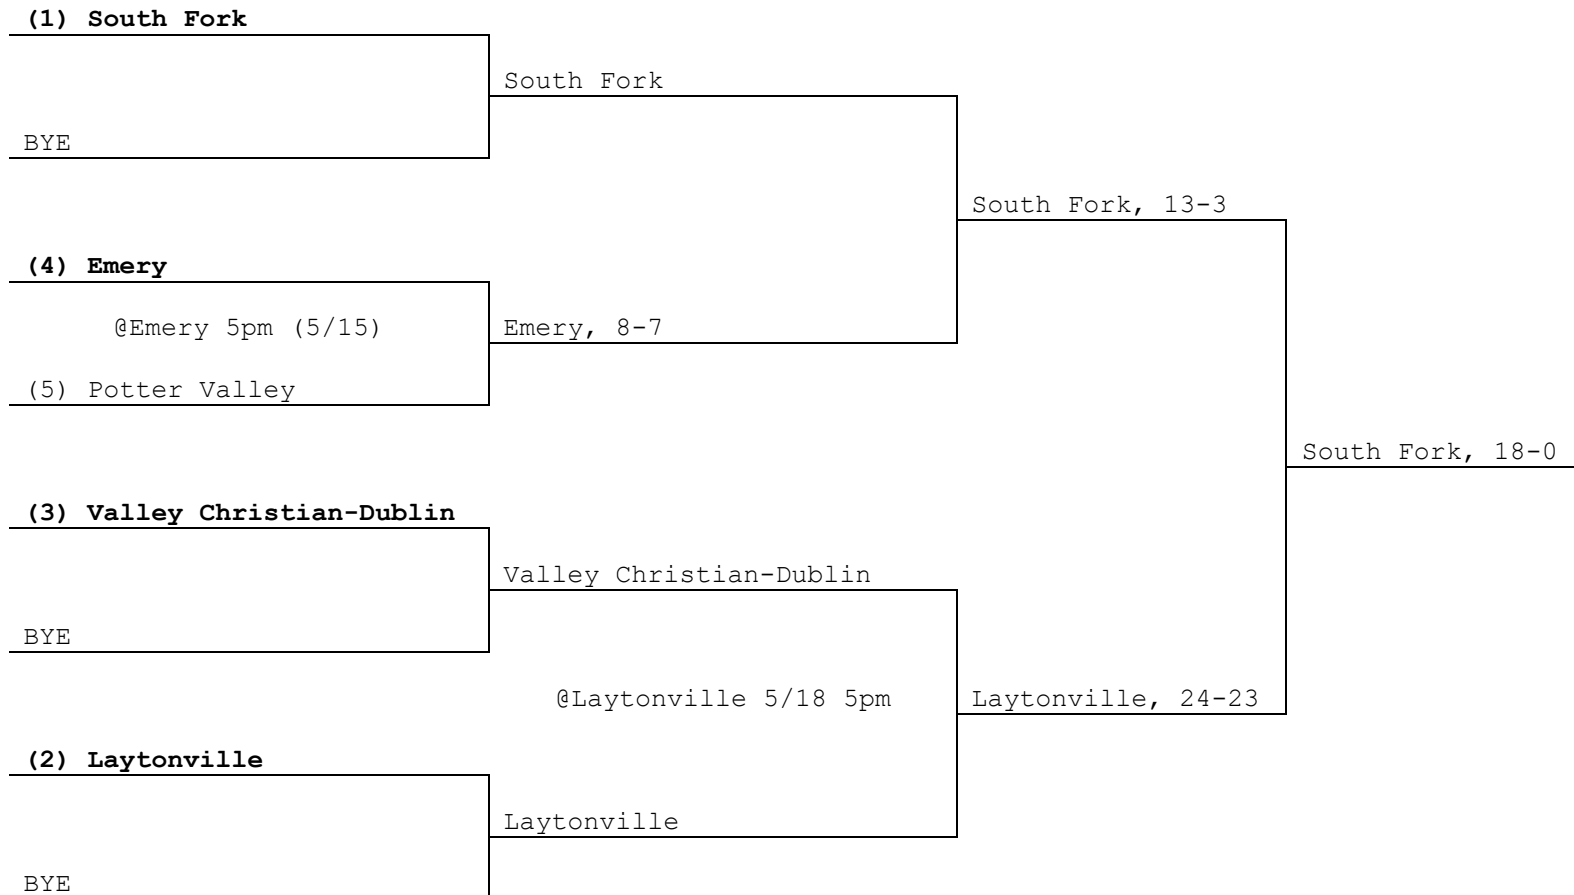 (1) South Fork
South Fork
BYE
South Fork, 13-3
(4) Emery
@Emery 5pm (5/15)
Emery, 8-7
(5) Potter Valley
South Fork, 18-0
(3) Valley Christian-Dublin
Valley Christian-Dublin
BYE
@Laytonville 5/18 5pm
Laytonville, 24-23
(2) Laytonville
Laytonville
BYE